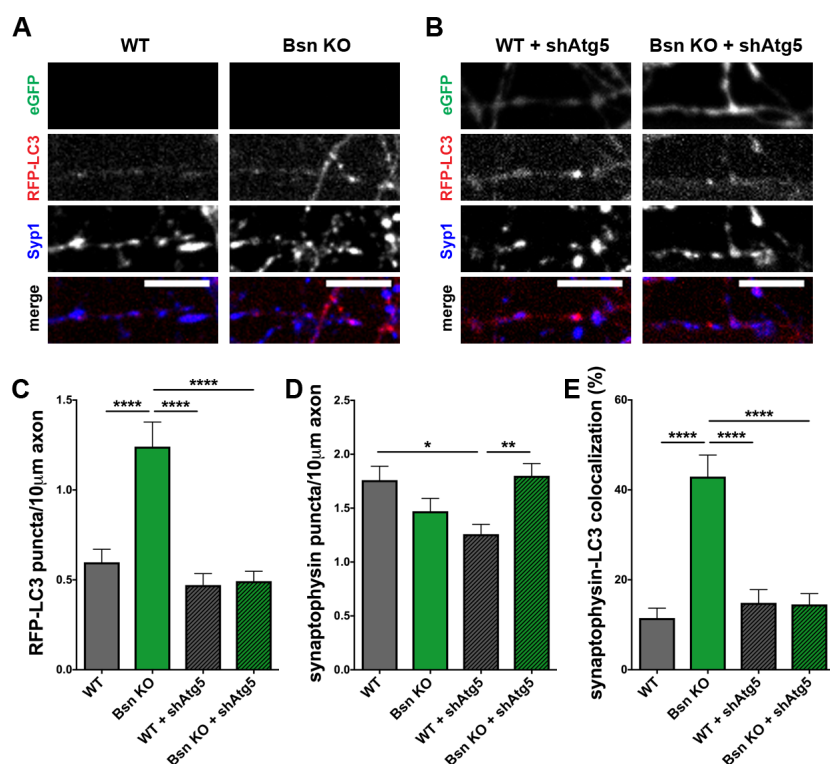 A
WT
Bsn KO
eGFP
RFP-LC3
Syp1
merge
B
WT + shAtg5
Bsn KO + shAtg5
eGFP
RFP-LC3
Syp1
merge
C
RFP-LC3 puncta/10μm axon
1.5
1.0
0.5
0.0
****
****
****
WT
Bsn KO
WT + shAtg5
Bsn KO + shAtg5
D
synaptophysin puncta/10μm axon
2.5
2.0
1.5
1.0
0.5
0.0
*
**
WT
Bsn KO
WT + shAtg5
Bsn KO + shAtg5
E
synaptophysin-LC3 colocalization (%)
60
40
20
0
****
****
****
WT
Bsn KO
WT + shAtg5
Bsn KO + shAtg5